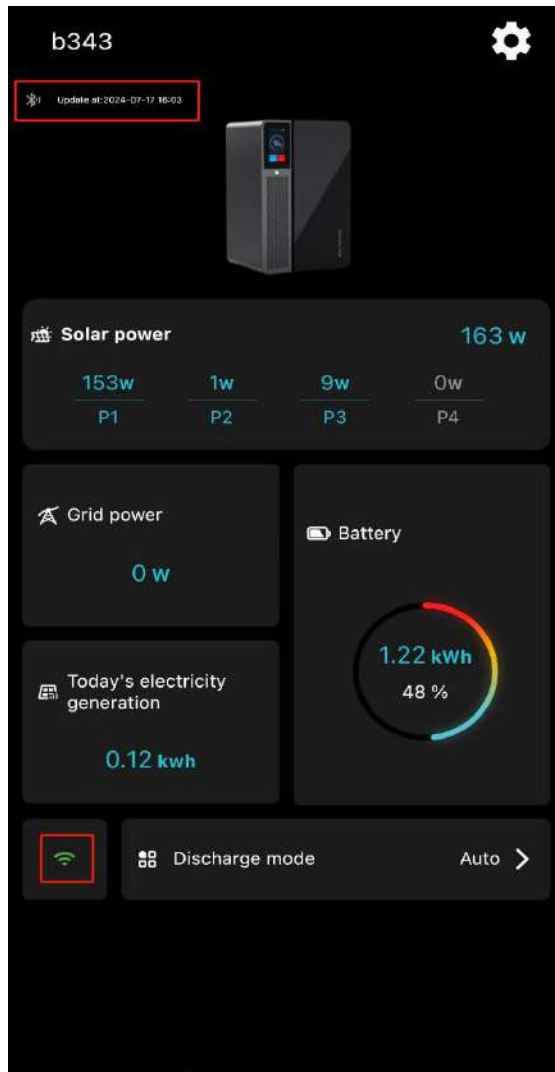 b343
Update at:2024-07-17 16:03
Solar power
163 w
153w 1w 9w 0w
P1 P2 P3 P4
Grid power
0 w
Battery
1.22 kWh
48 %
Today's electricity
generation
0.12 kwh
Discharge mode Auto